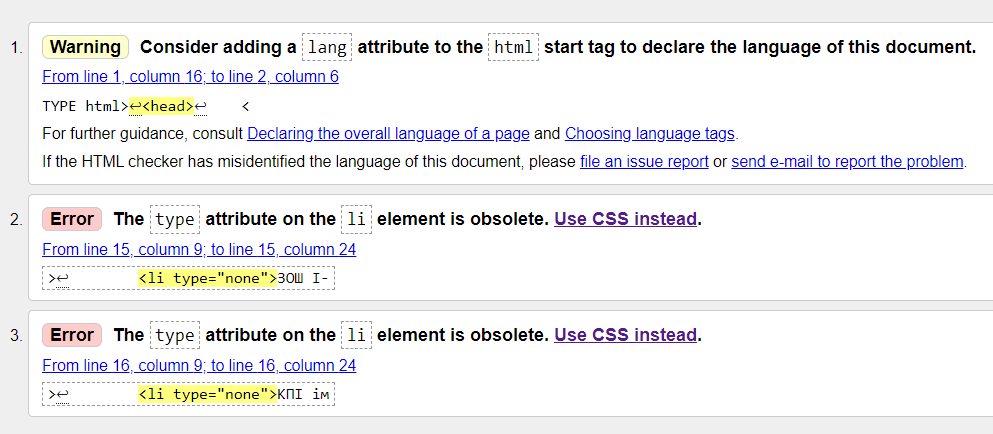 1. Warning Consider adding a lang attribute to the html start tag to declare the language of this document.
From line 1, column 16; to line 2, column 6
TYPE html>↩<head>↩    <
For further guidance, consult Declaring the overall language of a page and Choosing language tags.
If the HTML checker has misidentified the language of this document, please file an issue report or send e-mail to report the problem.
2. Error The type attribute on the li element is obsolete. Use CSS instead.
From line 15, column 9; to line 15, column 24
>↩        <li type="none">ЗОШ І-
3. Error The type attribute on the li element is obsolete. Use CSS instead.
From line 16, column 9; to line 16, column 24
>↩        <li type="none">КПІ ім